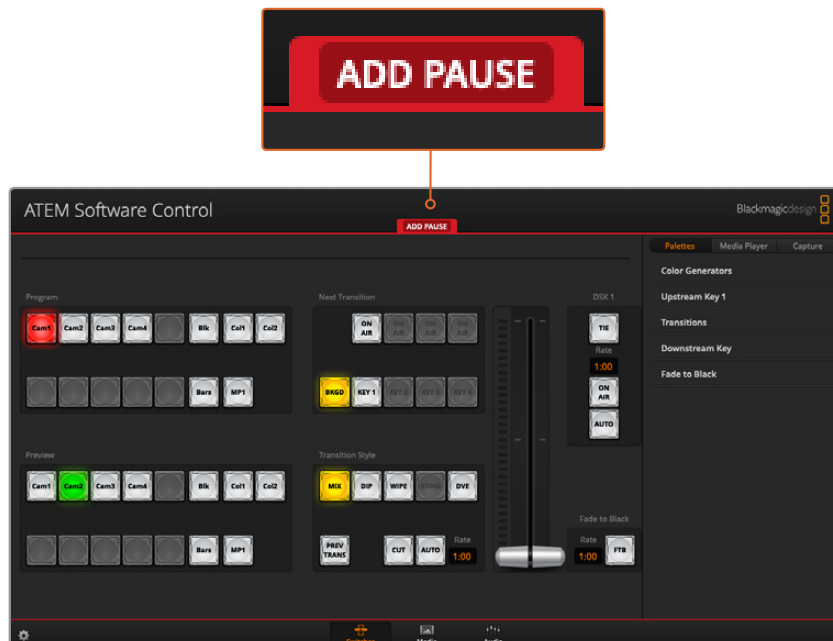 ADD PAUSE
ATEM Software Control
Blackmagicdesign
ADD PAUSE
Palettes Media Player Capture
Color Generators
Upstream Key 1
Transitions
Downstream Key
Fade to Black
Program
Cam1 Cam2 Cam3 Cam4 Blk Col1 Col2
Bars MP1
Next Transition
ON AIR ON AIR ON AIR ON AIR
BKGD KEY 1 KEY 2 KEY 3 KEY 4
DSK 1
TIE
Rate
1:00
ON AIR
AUTO
Preview
Cam1 Cam2 Cam3 Cam4 Blk Col1 Col2
Bars MP1
Transition Style
MIX DIP WIPE STING DVE
PREV TRANS CUT AUTO
Rate
1:00
Fade to Black
Rate
1:00
FTB